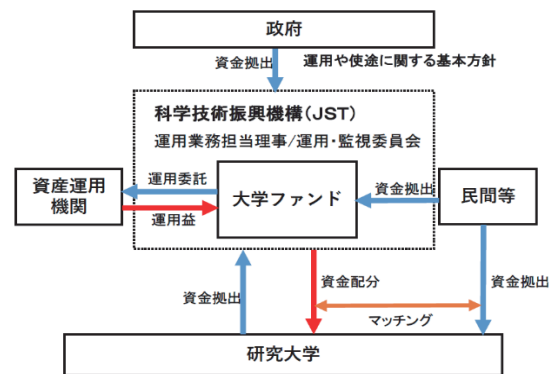 政府
資金拠出
運用や使途に関する基本方針
科学技術振興機構(JST)
運用業務担当理事/運用・監視委員会
資産運用
機関
運用委託
運用益
大学ファンド
資金拠出
民間等
資金拠出
資金配分
資金拠出
マッチング
研究大学